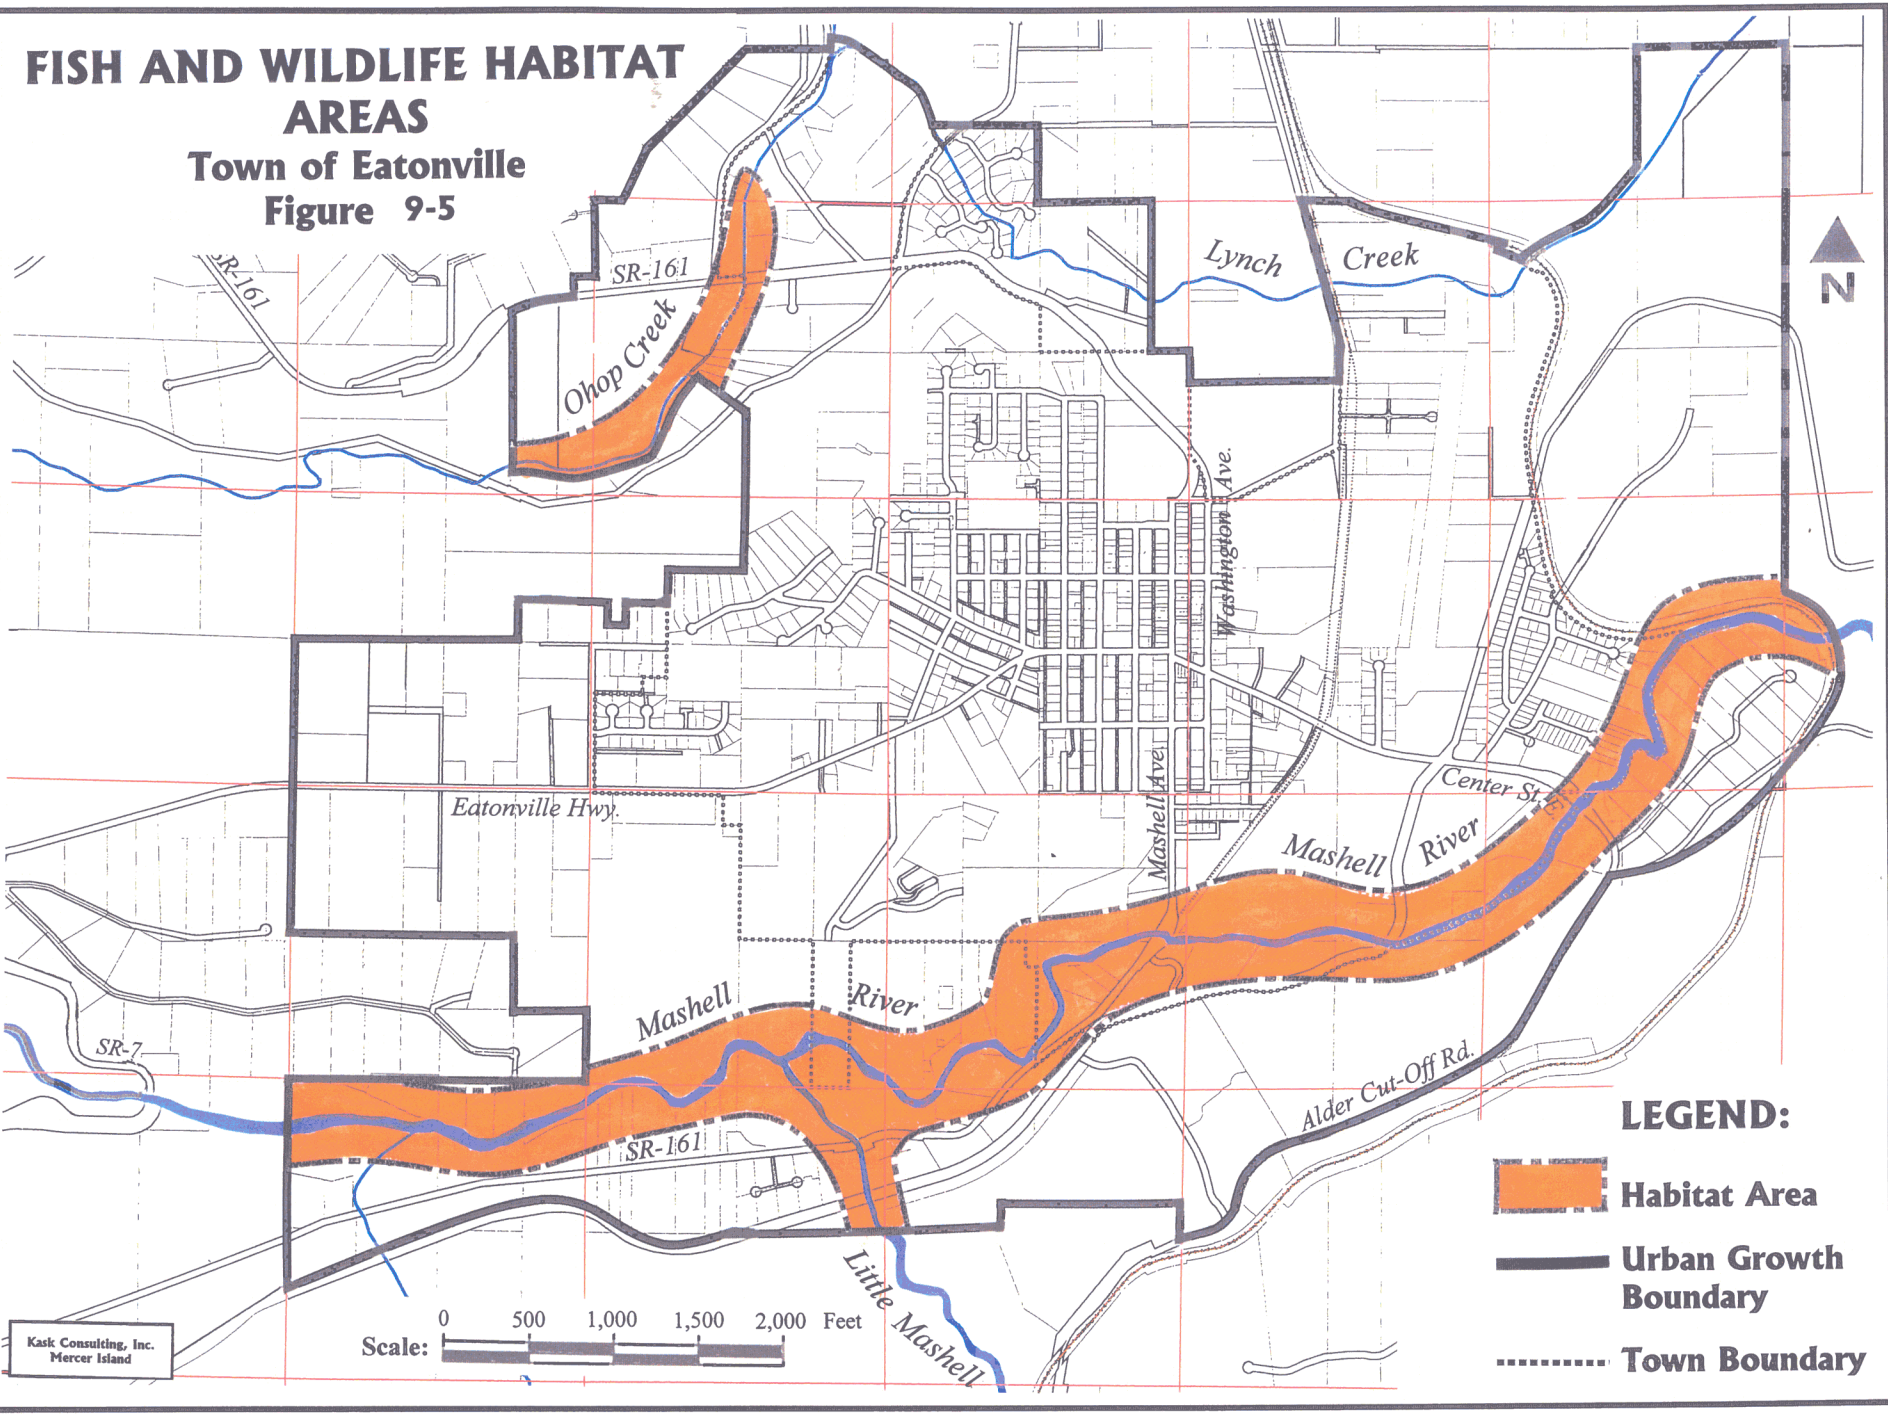 FISH AND WILDLIFE HABITAT
AREAS
Town of Eatonville
Figure 9-5
SR-161
SR-161
Ohop Creek
Lynch Creek
N
Washington Ave.
Eatonville Hwy.
Mashell Ave.
Center St.
Mashell River
Mashell River
SR-7
SR-161
Alder Cut-Off Rd.
Little Mashell
LEGEND:
Habitat Area
Urban Growth
Boundary
Town Boundary
0 500 1,000 1,500 2,000 Feet
Scale:
Kask Consulting, Inc.
Mercer Island